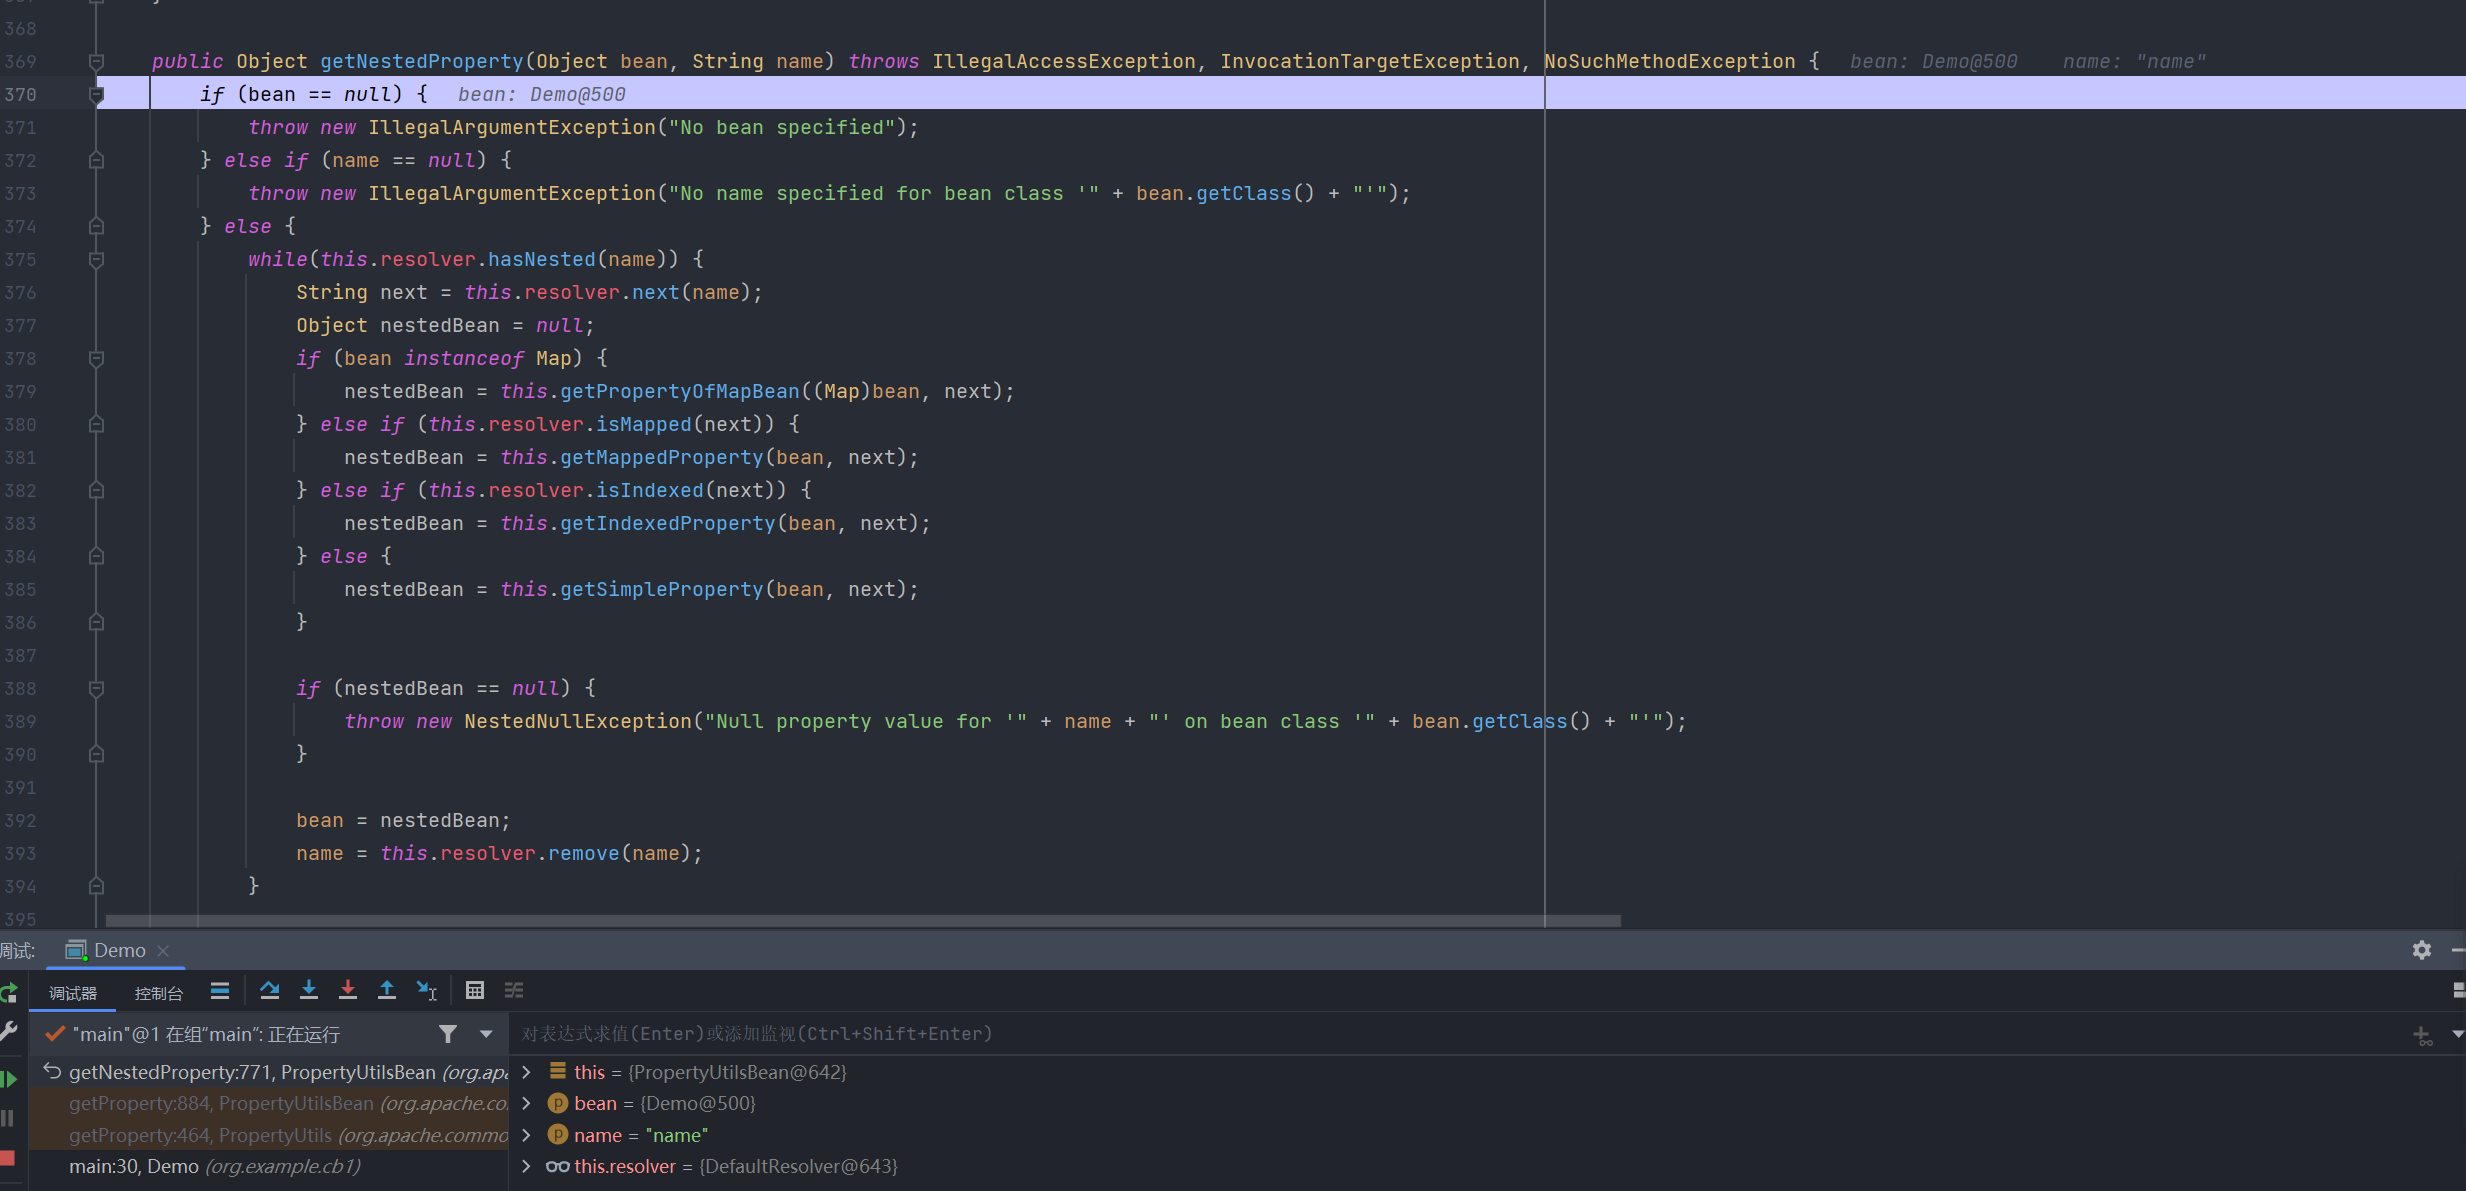 368
369 public Object getNestedProperty(Object bean, String name) throws IllegalAccessException, InvocationTargetException, NoSuchMethodException { bean: Demo@500 name: "name"
370 if (bean == null) { bean: Demo@500
371 throw new IllegalArgumentException("No bean specified");
372 } else if (name == null) {
373 throw new IllegalArgumentException("No name specified for bean class '" + bean.getClass() + "'");
374 } else {
375 while(this.resolver.hasNested(name)) {
376 String next = this.resolver.next(name);
377 Object nestedBean = null;
378 if (bean instanceof Map) {
379 nestedBean = this.getPropertyOfMapBean((Map)bean, next);
380 } else if (this.resolver.isMapped(next)) {
381 nestedBean = this.getMappedProperty(bean, next);
382 } else if (this.resolver.isIndexed(next)) {
383 nestedBean = this.getIndexedProperty(bean, next);
384 } else {
385 nestedBean = this.getSimpleProperty(bean, next);
386 }
387
388 if (nestedBean == null) {
389 throw new NestedNullException("Null property value for '" + name + "' on bean class '" + bean.getClass() + "'");
390 }
391
392 bean = nestedBean;
393 name = this.resolver.remove(name);
394 }
395
调试: Demo
调试器 控制台
"main"@1 在组“main”: 正在运行
对表达式求值(Enter)或添加监视(Ctrl+Shift+Enter)
getNestedProperty:771, PropertyUtilsBean (org.apa
getProperty:884, PropertyUtilsBean (org.apache.co
getProperty:464, PropertyUtils (org.apache.commo
main:30, Demo (org.example.cb1)
this = {PropertyUtilsBean@642}
bean = {Demo@500}
name = "name"
this.resolver = {DefaultResolver@643}